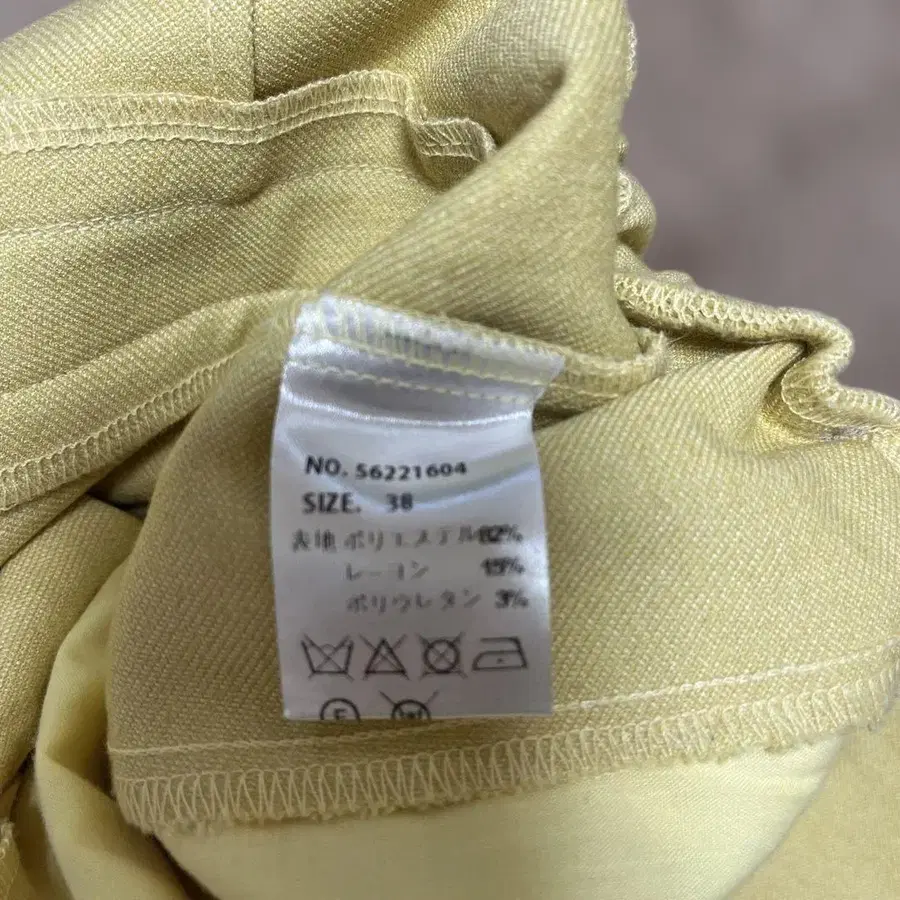 NO. 56221604
SIZE. 38
表地 ポリエステル 82%
レーヨン 15%
ポリウレタン 3%
F
W